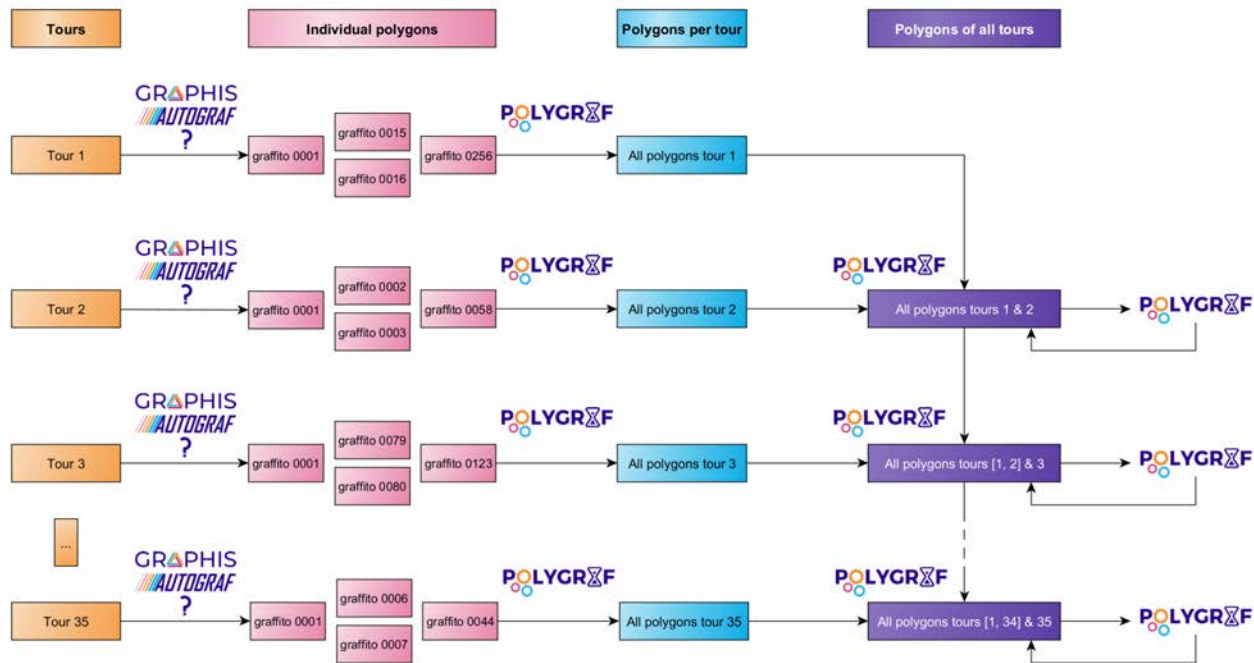 Tours
Individual polygons
Polygons per tour
Polygons of all tours
GRAPHIS
AUTOGRAF
?
POLYGRAF
Tour 1
graffito 0001
graffito 0015
graffito 0016
graffito 0256
All polygons tour 1
GRAPHIS
AUTOGRAF
?
POLYGRAF
POLYGRAF
Tour 2
graffito 0001
graffito 0002
graffito 0003
graffito 0058
All polygons tour 2
All polygons tours 1 & 2
POLYGRAF
GRAPHIS
AUTOGRAF
?
POLYGRAF
POLYGRAF
Tour 3
graffito 0001
graffito 0079
graffito 0080
graffito 0123
All polygons tour 3
All polygons tours [1, 2] & 3
POLYGRAF
...
GRAPHIS
AUTOGRAF
?
POLYGRAF
POLYGRAF
Tour 35
graffito 0001
graffito 0006
graffito 0007
graffito 0044
All polygons tour 35
All polygons tours [1, 34] & 35
POLYGRAF